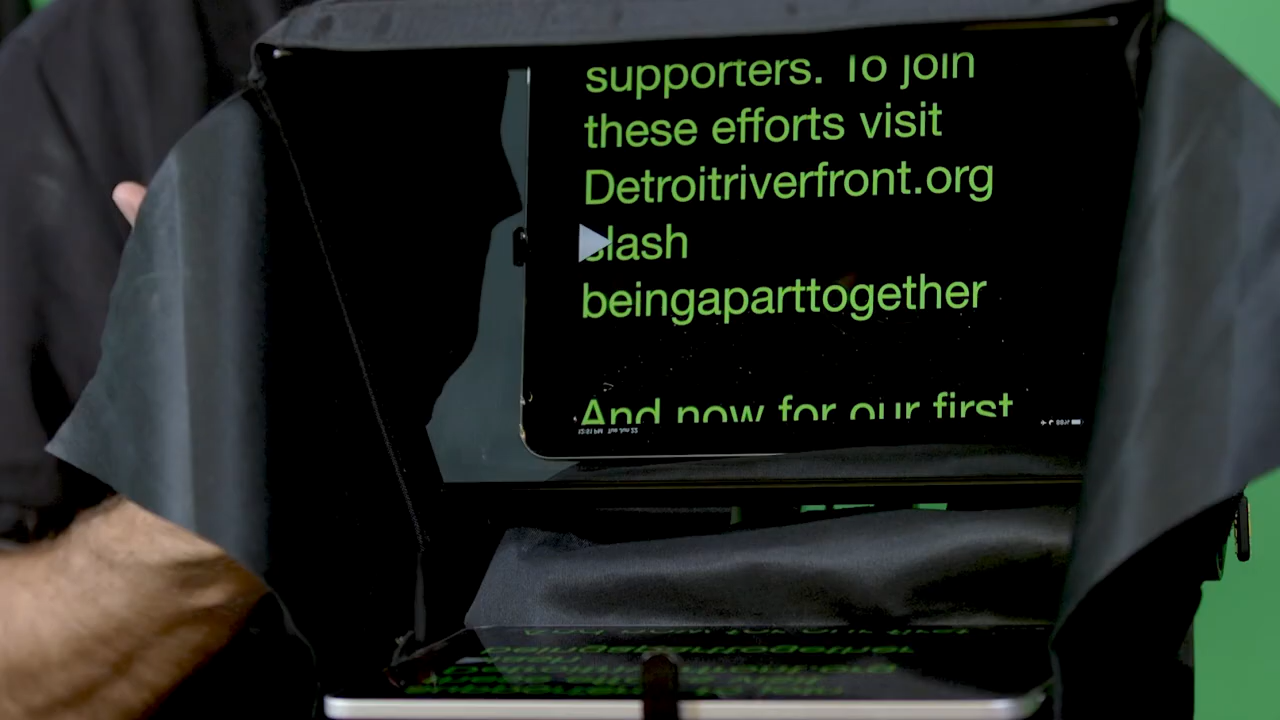 supporters. To join
these efforts visit
Detroitriverfront.org
slash
beingaparttogether
And now for our first